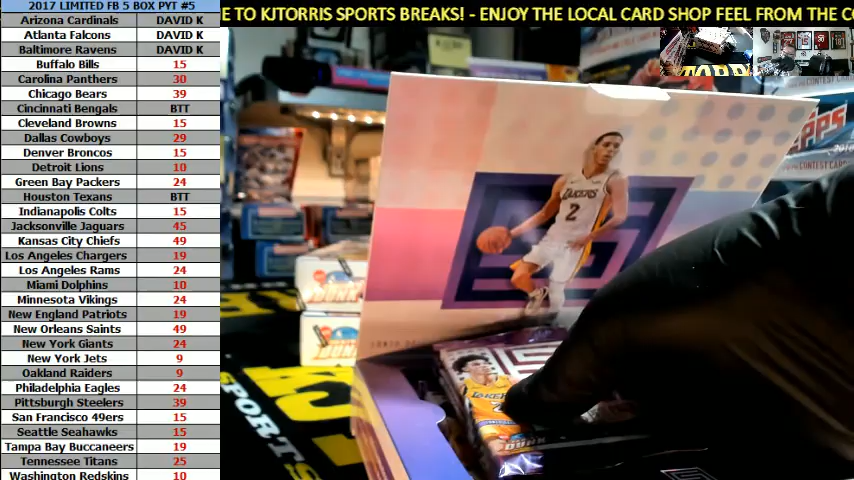 2017 LIMITED FB 5 BOX PYT #5
Arizona Cardinals DAVID K
Atlanta Falcons DAVID K
Baltimore Ravens DAVID K
Buffalo Bills 15
Carolina Panthers 30
Chicago Bears 39
Cincinnati Bengals BTT
Cleveland Browns 15
Dallas Cowboys 29
Denver Broncos 15
Detroit Lions 10
Green Bay Packers 24
Houston Texans BTT
Indianapolis Colts 15
Jacksonville Jaguars 45
Kansas City Chiefs 49
Los Angeles Chargers 19
Los Angeles Rams 24
Miami Dolphins 10
Minnesota Vikings 24
New England Patriots 19
New Orleans Saints 49
New York Giants 24
New York Jets 9
Oakland Raiders 9
Philadelphia Eagles 24
Pittsburgh Steelers 39
San Francisco 49ers 15
Seattle Seahawks 15
Tampa Bay Buccaneers 19
Tennessee Titans 25
Washington Redskins 10
E TO KJTORRIS SPORTS BREAKS! - ENJOY THE LOCAL CARD SHOP FEEL FROM THE CO
LAKERS
2
TOPPS